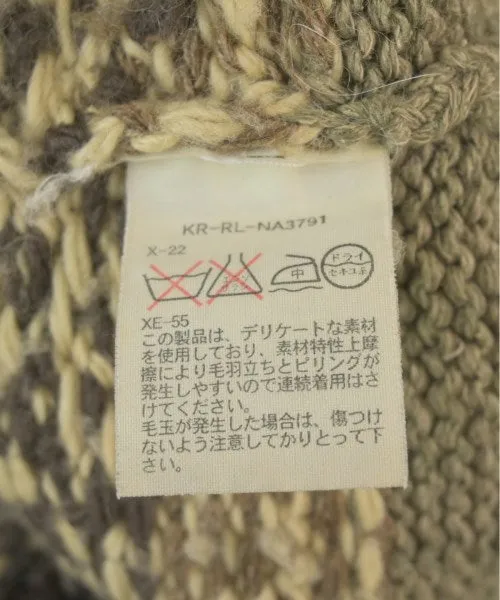 KR-RL-NA3791
X-22
中
ドライ
セキユ系
XE-55
この製品は、デリケートな素材
を使用しており、素材特性上摩
擦により毛羽立ちとピリングが
発生しやすいので連続着用はさ
けてください。
毛玉が発生した場合は、傷つけ
ないよう注意してかりとって下
さい。